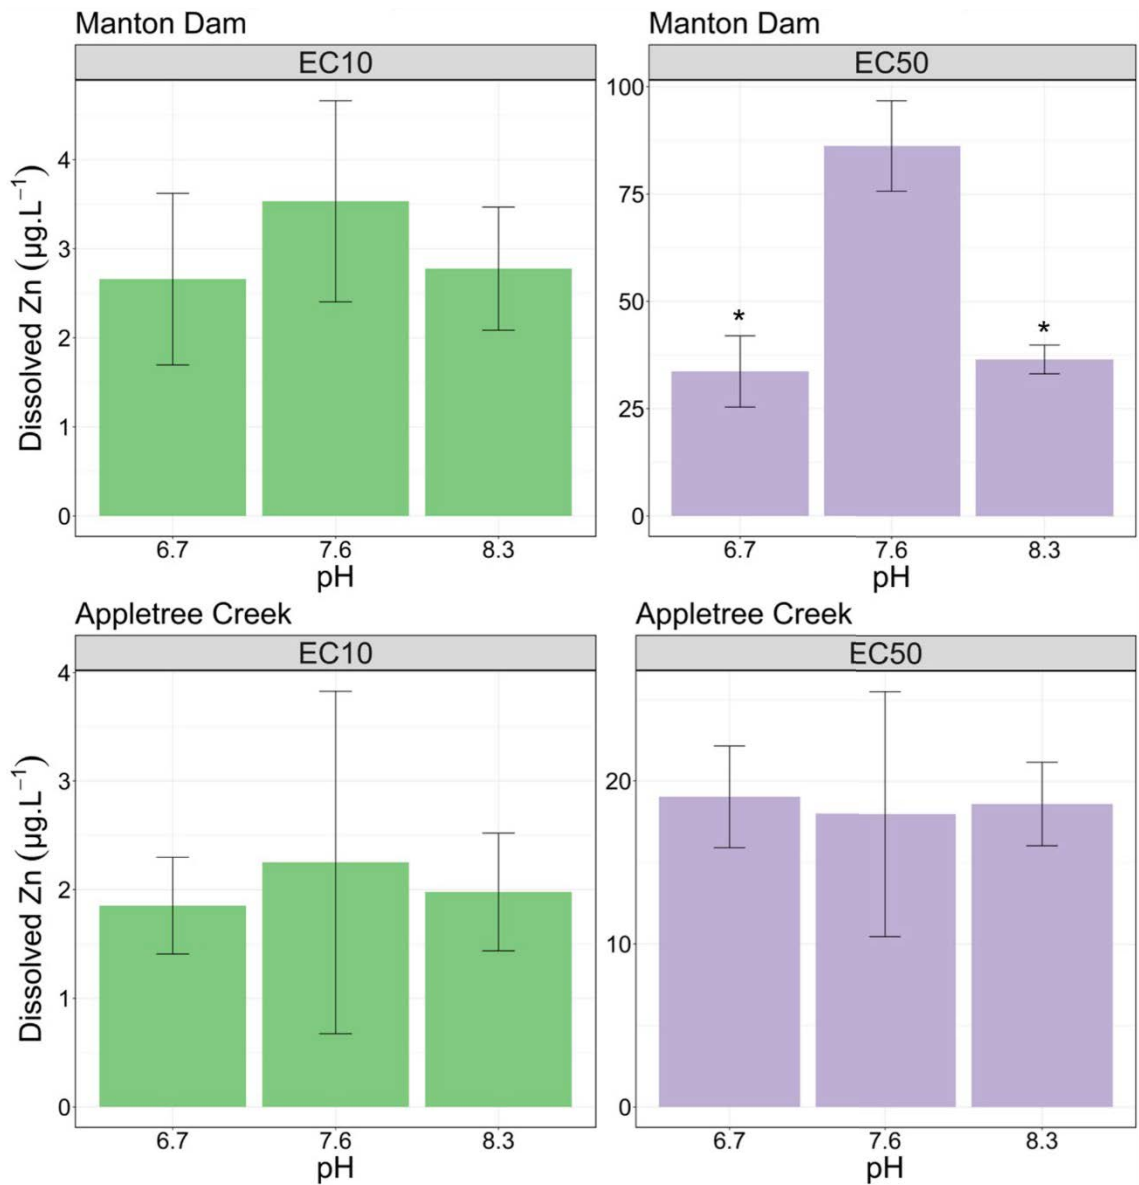 Manton Dam
EC10
Dissolved Zn (µg.L⁻¹)
4
3
2
1
0
6.7 7.6 8.3
pH
Manton Dam
EC50
100
75
50
25
0
*
*
6.7 7.6 8.3
pH
Appletree Creek
EC10
Dissolved Zn (µg.L⁻¹)
4
3
2
1
0
6.7 7.6 8.3
pH
Appletree Creek
EC50
20
10
0
6.7 7.6 8.3
pH